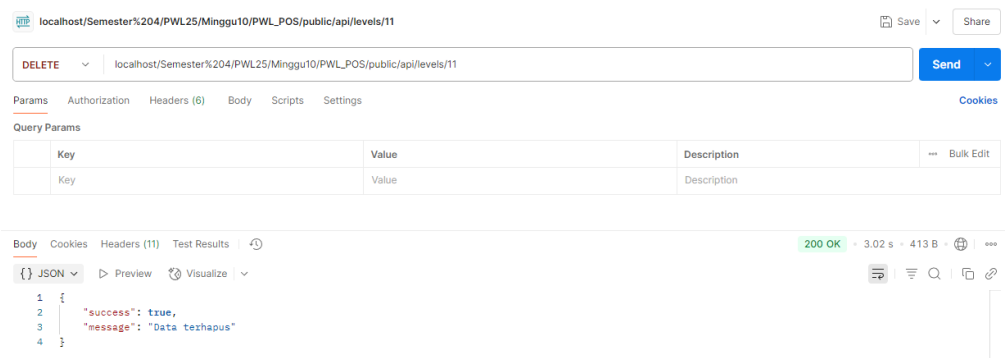 HTTP localhost/Semester%204/PWL25/Minggu10/PWL_POS/public/api/levels/11 Save Share
DELETE localhost/Semester%204/PWL25/Minggu10/PWL_POS/public/api/levels/11 Send
Params Authorization Headers (6) Body Scripts Settings Cookies
Query Params
Key Value Description Bulk Edit
Key Value Description
Body Cookies Headers (11) Test Results 200 OK 3.02 s 413 B
{} JSON Preview Visualize
1 {
2 "success": true,
3 "message": "Data terhapus"
4 }